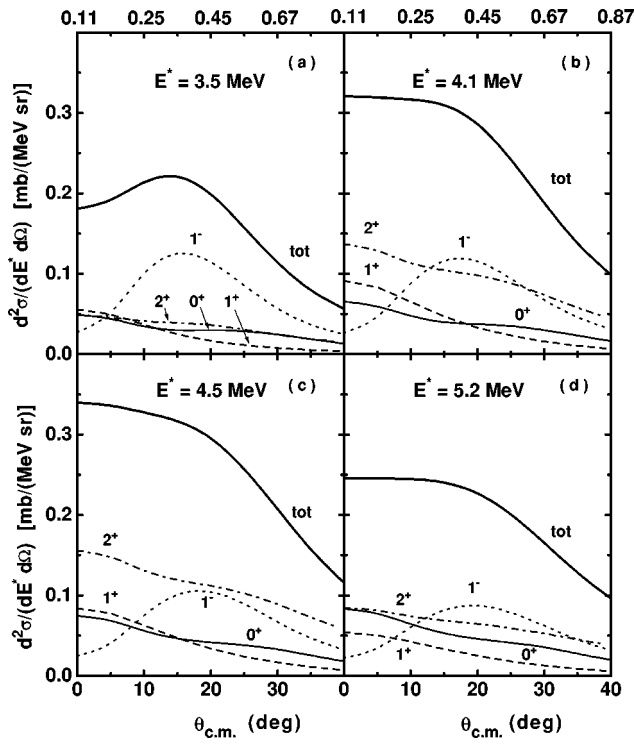 0.11 0.25 0.45 0.67 0.11 0.25 0.45 0.67 0.87
(a)
E* = 3.5 MeV
(b)
E* = 4.1 MeV
0.3
0.2
0.1
0.0
d²σ/(dE* dΩ) [mb/(MeV sr)]
tot
1⁻
2⁺ 0⁺ 1⁺
tot
2⁺
1⁻
1⁺
0⁺
(c)
E* = 4.5 MeV
(d)
E* = 5.2 MeV
0.3
0.2
0.1
0.0
d²σ/(dE* dΩ) [mb/(MeV sr)]
tot
2⁺
1⁺
1⁻
0⁺
tot
2⁺
1⁻
1⁺
0⁺
0 10 20 30 0 10 20 30 40
θc.m. (deg) θc.m. (deg)